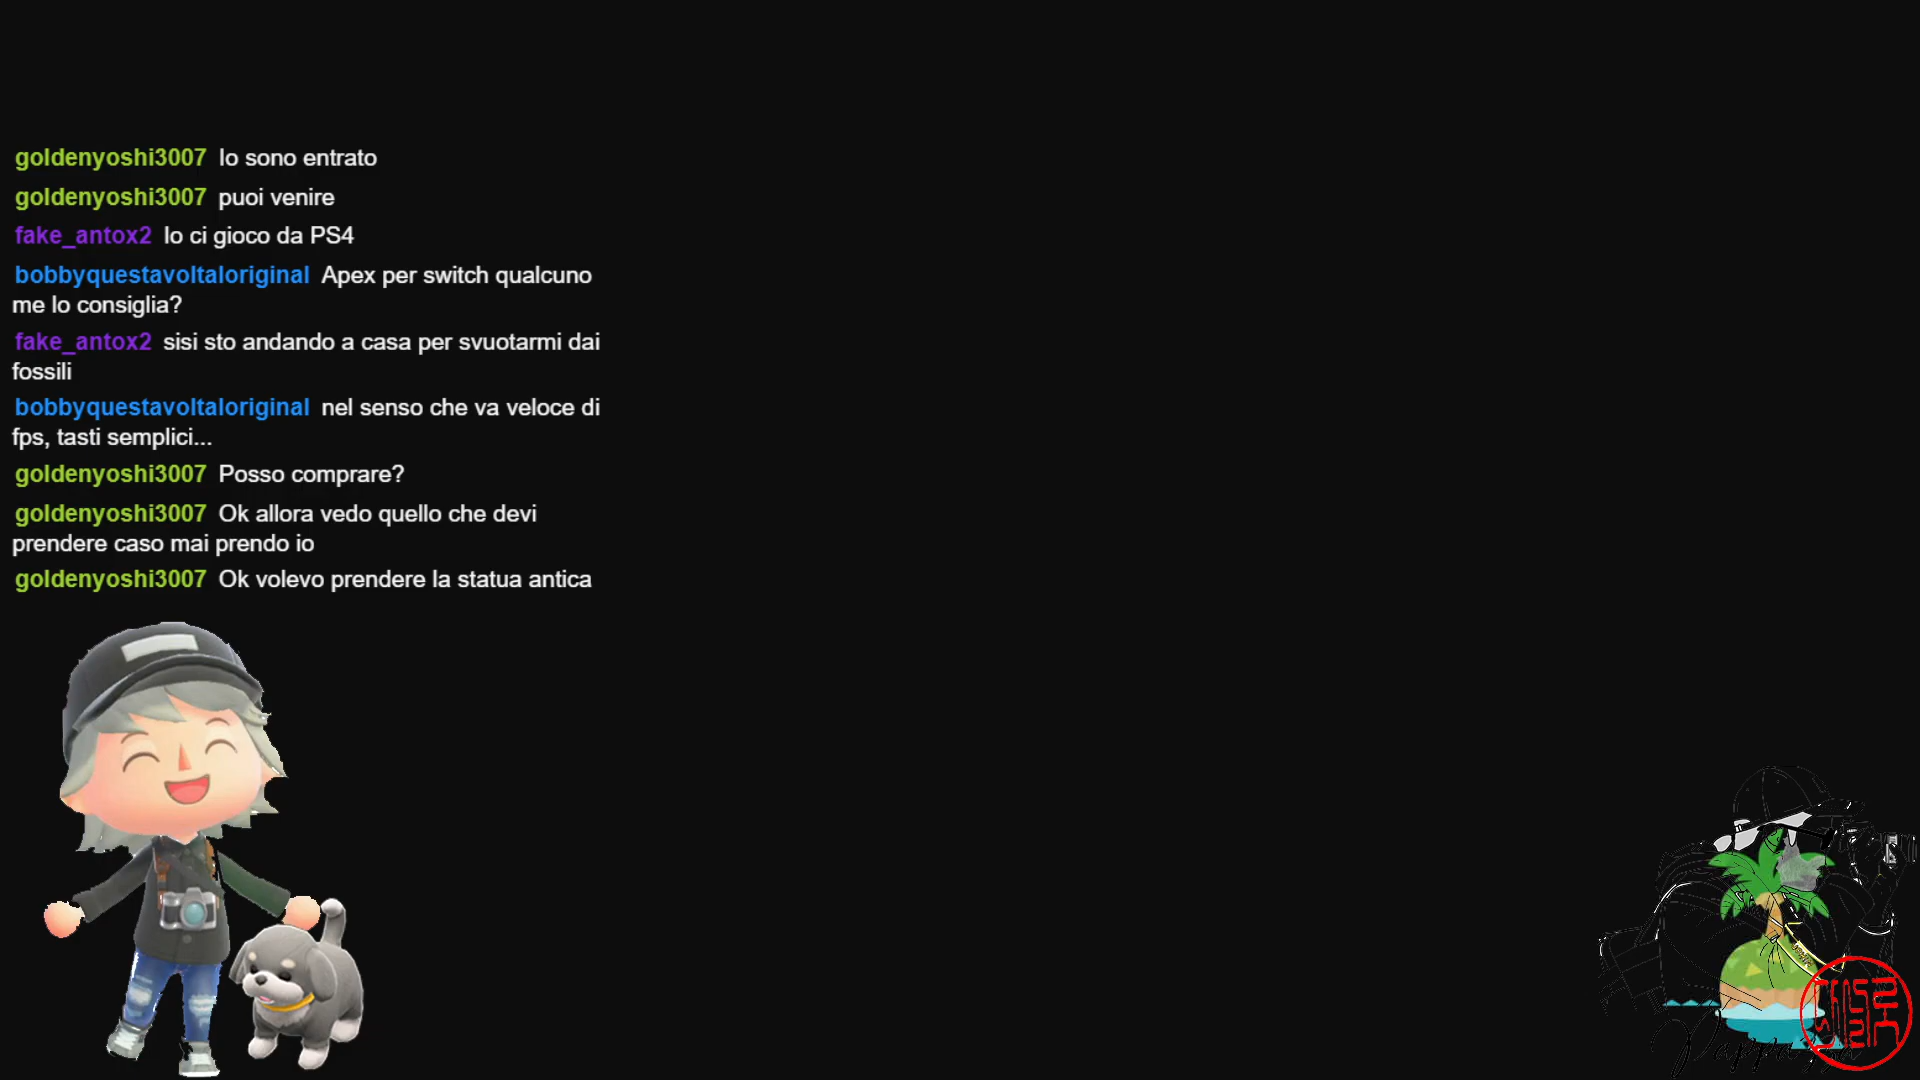 goldenyoshi3007 Io sono entrato
goldenyoshi3007 puoi venire
fake_antox2 Io ci gioco da PS4
bobbyquestavoltaloriginal Apex per switch qualcuno
me lo consiglia?
fake_antox2 sisi sto andando a casa per svuotarmi dai
fossili
bobbyquestavoltaloriginal nel senso che va veloce di
fps, tasti semplici...
goldenyoshi3007 Posso comprare?
goldenyoshi3007 Ok allora vedo quello che devi
prendere caso mai prendo io
goldenyoshi3007 Ok volevo prendere la statua antica